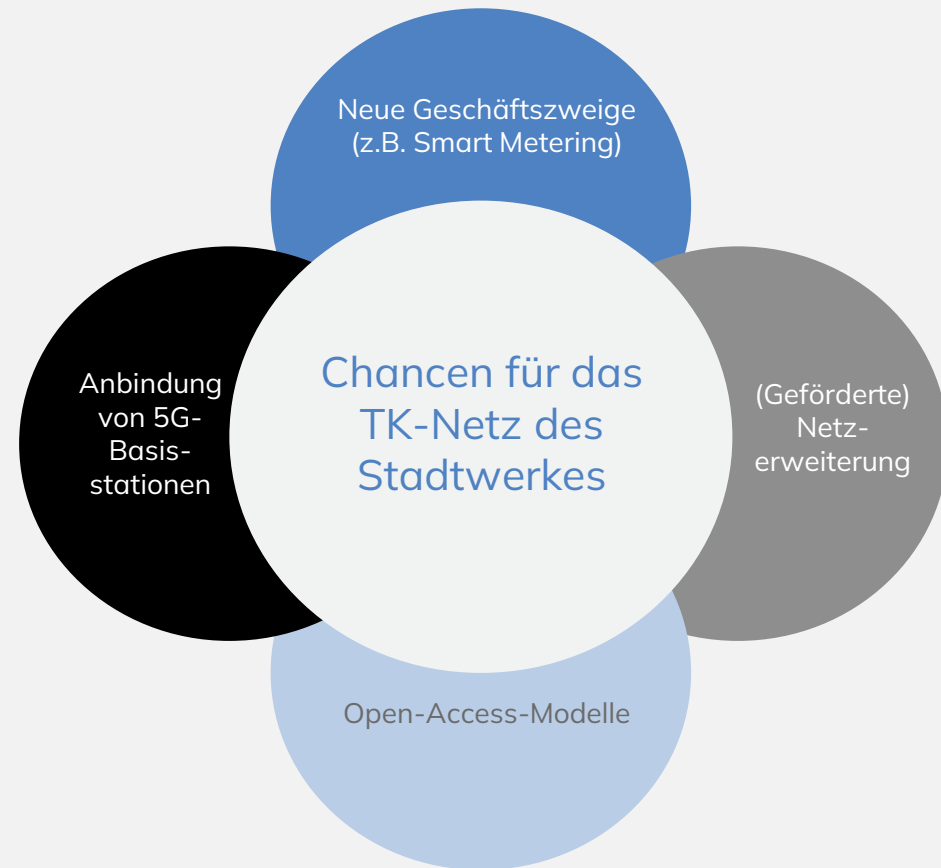 Neue Geschäftszweige
(z.B. Smart Metering)
Anbindung
von 5G-
Basis-
stationen
Chancen für das
TK-Netz des
Stadtwerkes
(Geförderte)
Netz-
erweiterung
Open-Access-Modelle